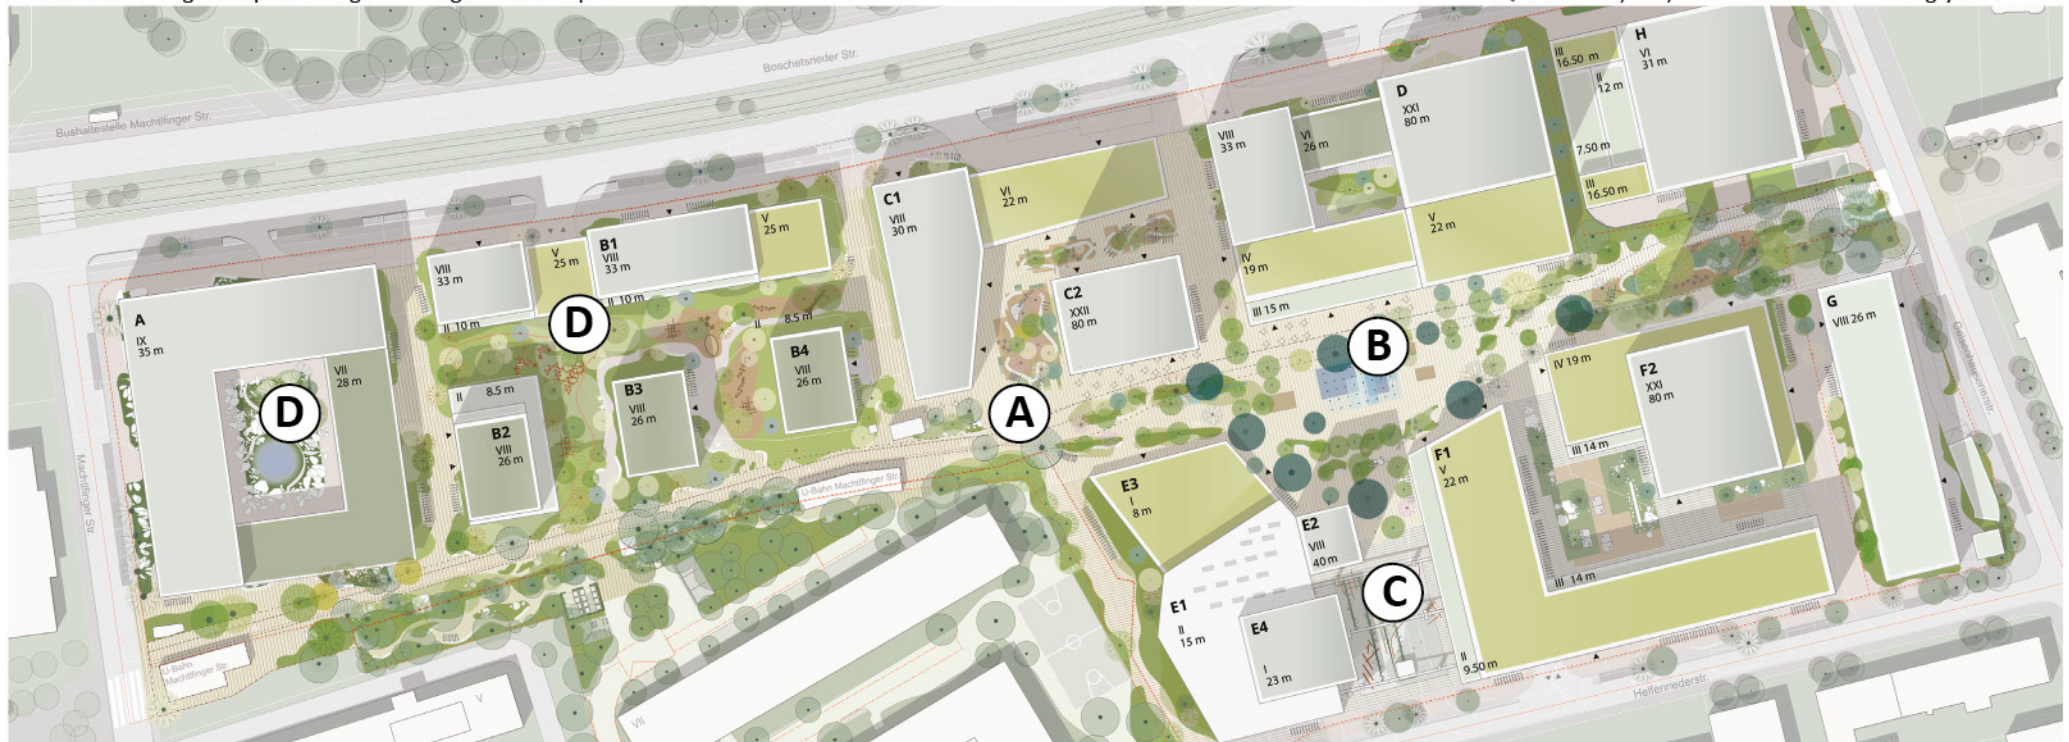 Boschetsrieder Str.
Bushaltestelle Machtlfinger Str.
A
IX
35 m
VII
28 m
D
VIII
33 m
V
25 m
B1
VIII
33 m
V
25 m
II 10 m
II 10 m
D
II
8.5 m
II
8.5 m
B2
VIII
26 m
B3
VIII
26 m
B4
VIII
26 m
C1
VIII
30 m
VI
22 m
C2
XXII
80 m
A
VIII
33 m
VI
26 m
D
XXI
80 m
IV
19 m
V
22 m
III 15 m
III
16.50 m
II
12 m
7.50 m
III
16.50 m
H
VI
31 m
B
G
VIII 26 m
IV 19 m
F2
XXI
80 m
III 14 m
F1
V
22 m
III 14 m
II
9.50 m
E3
I
8 m
E2
VIII
40 m
E1
II
15 m
E4
I
23 m
C
U-Bahn Machtlfinger Str.
U-Bahn
Machtlfinger Str.
Machtlfinger Str.
V
VII
Helfenriederstr.